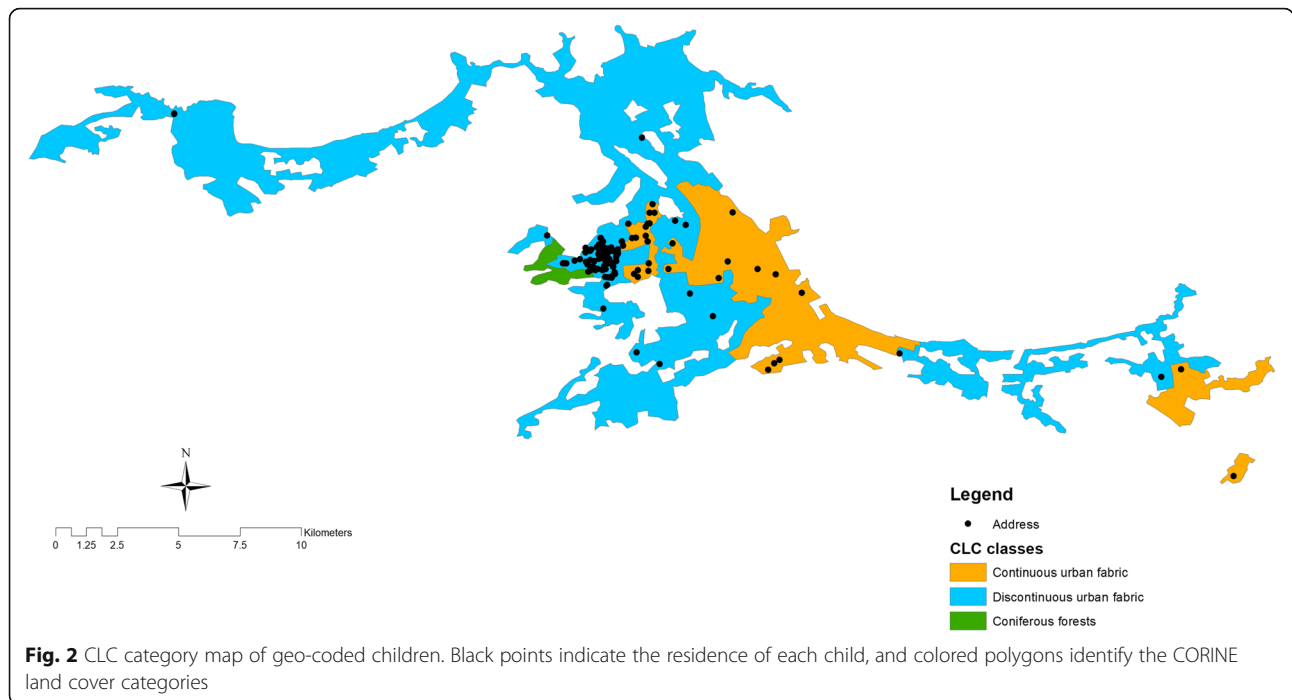 N
Kilometers
0 1.25 2.5 5 7.5 10
Legend
Address
CLC classes
Continuous urban fabric
Discontinuous urban fabric
Coniferous forests
Fig. 2 CLC category map of geo-coded children. Black points indicate the residence of each child, and colored polygons identify the CORINE
land cover categories